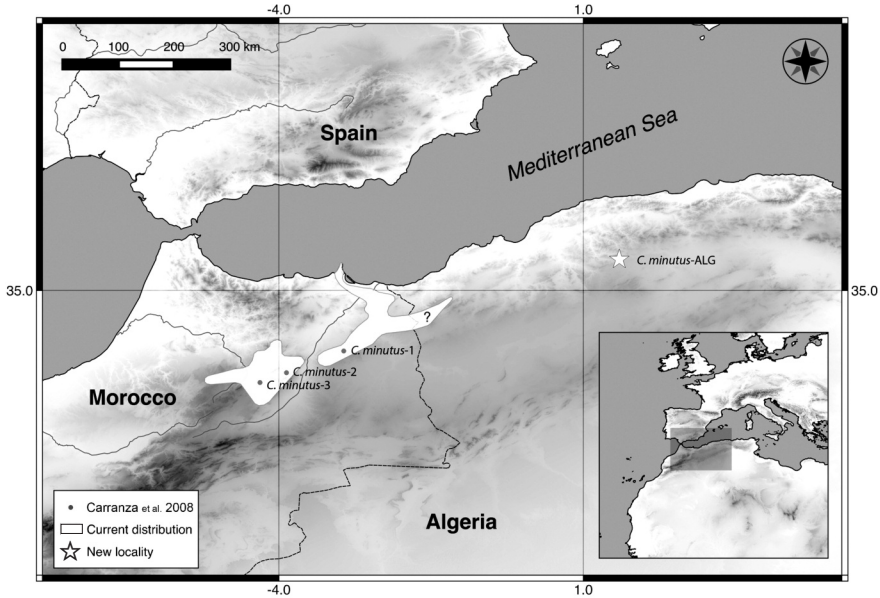 -4.0 1.0
0 100 200 300 km
Spain
Mediterranean Sea
C. minutus-ALG
35.0 35.0
?
C. minutus-1
C. minutus-2
C. minutus-3
Morocco
Carranza et al. 2008
Current distribution
New locality
Algeria
-4.0 1.0